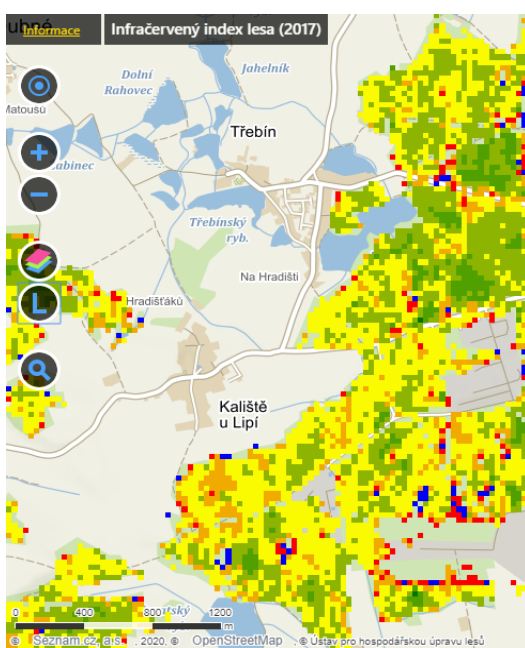 Informace
Infračervený index lesa (2017)
Dolní
Rahovec
Jahelník
Matoušů
Třebín
Třebínský
ryb.
Na Hradišti
Hradišťáků
Kaliště
u Lipí
0 400 800 1200
m
© Seznam.cz, a.s., 2020, © OpenStreetMap, © Ústav pro hospodářskou úpravu lesů